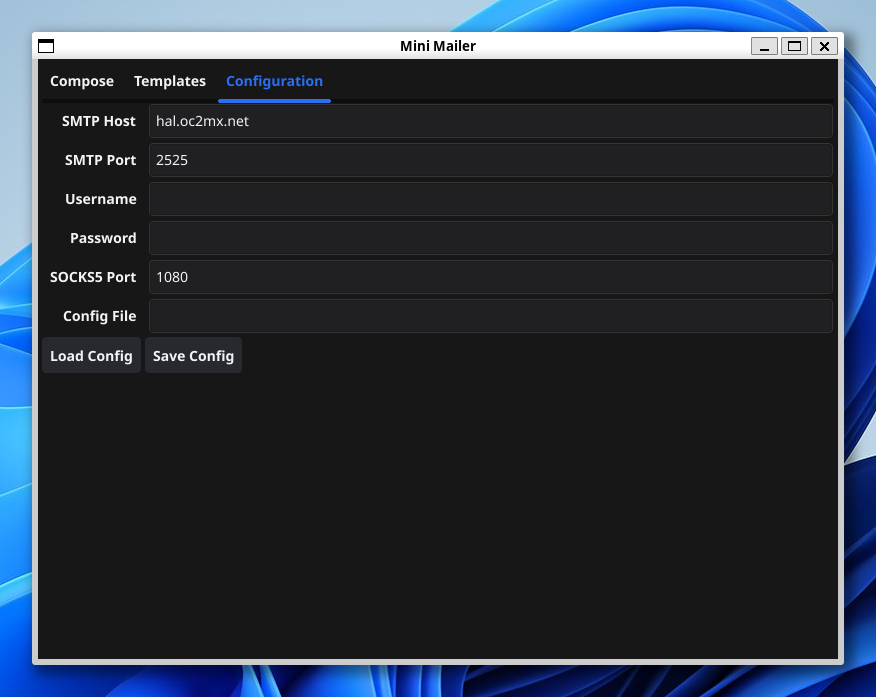 Mini Mailer
Compose Templates Configuration
SMTP Host hal.oc2mx.net
SMTP Port 2525
Username
Password
SOCKS5 Port 1080
Config File
Load Config Save Config